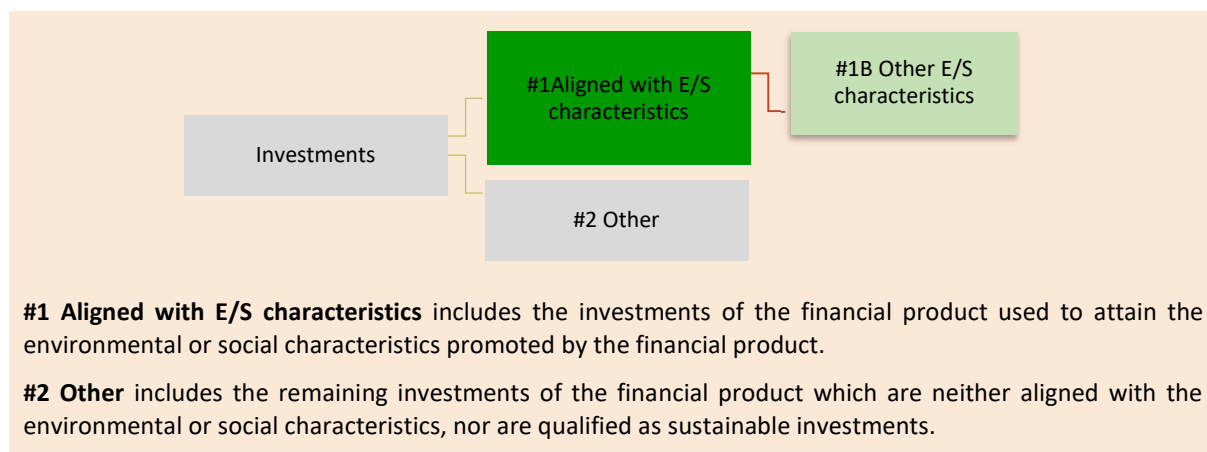 #1Aligned with E/S
characteristics
#1B Other E/S
characteristics
Investments
#2 Other
#1 Aligned with E/S characteristics includes the investments of the financial product used to attain the
environmental or social characteristics promoted by the financial product.
#2 Other includes the remaining investments of the financial product which are neither aligned with the
environmental or social characteristics, nor are qualified as sustainable investments.